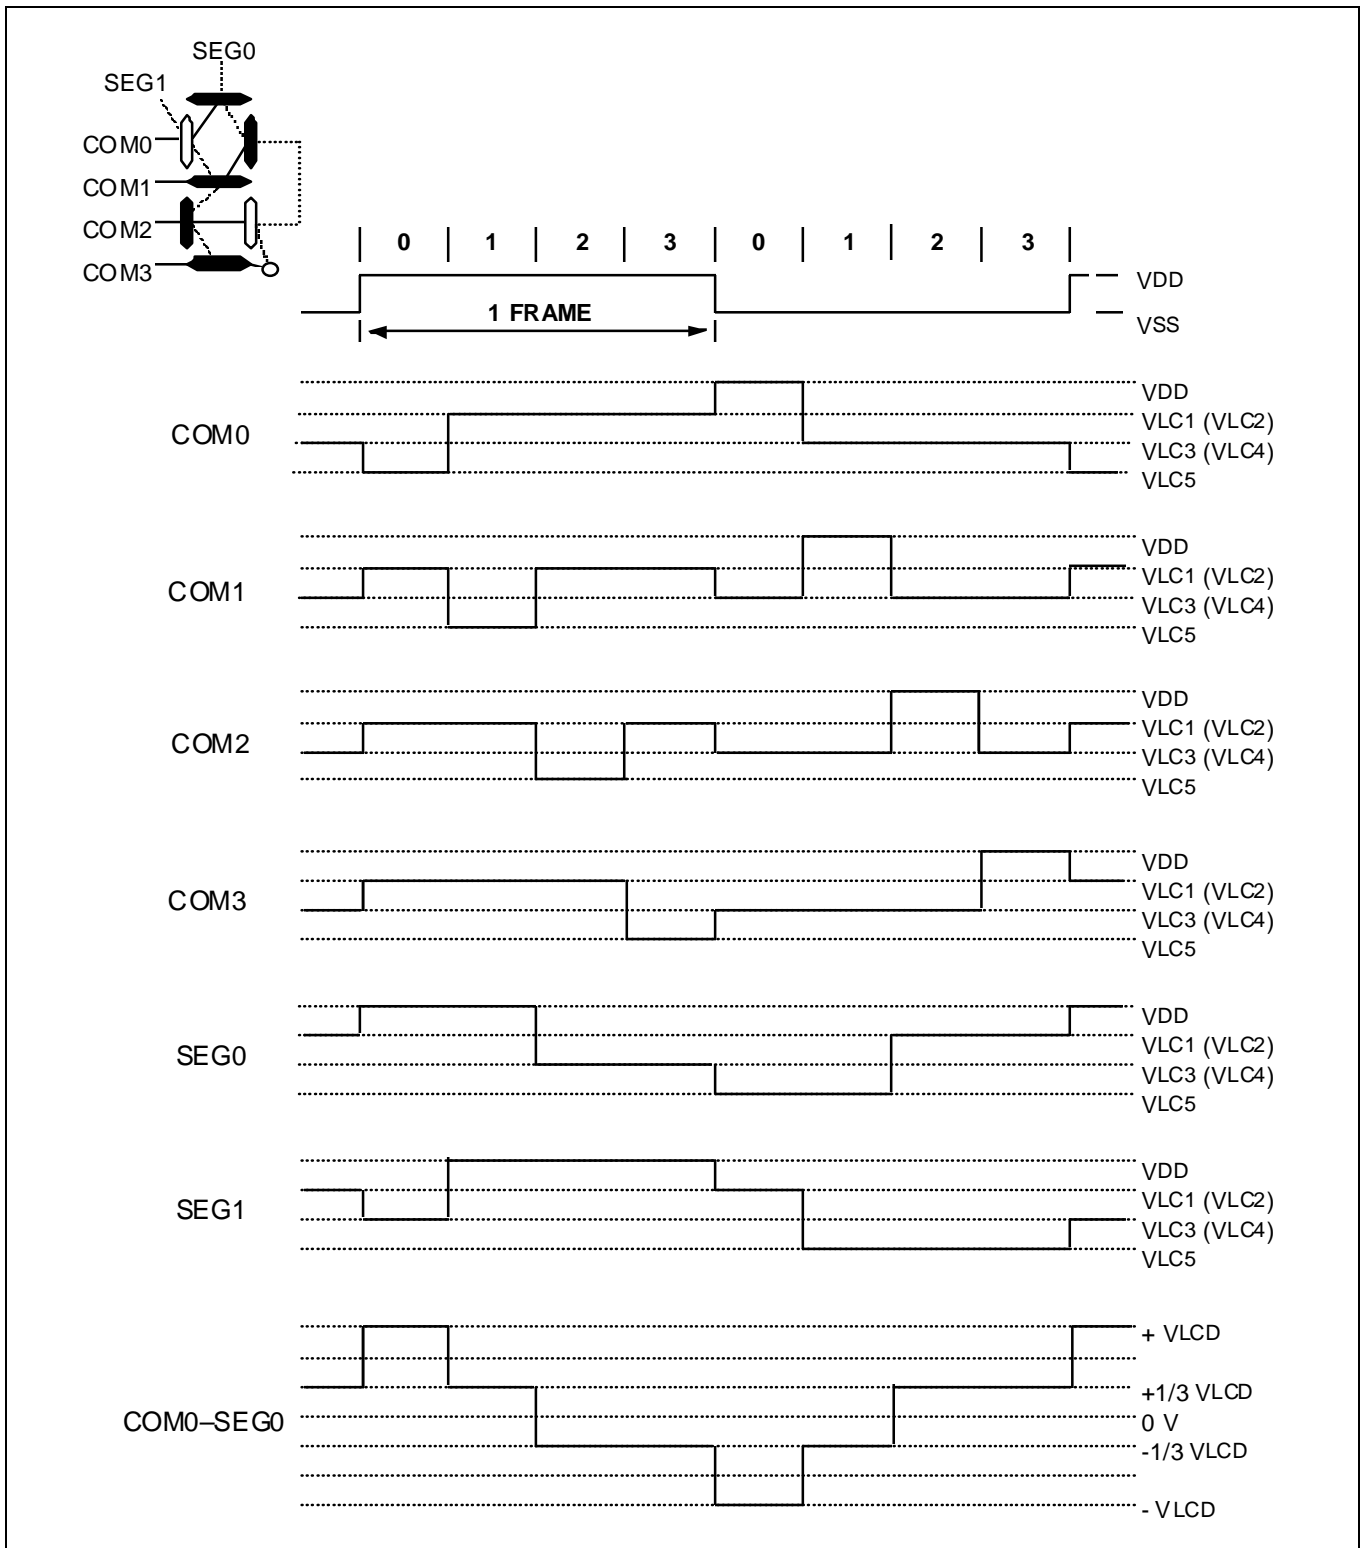 SEG0
SEG1
COM0
COM1
COM2
COM3
0 1 2 3 0 1 2 3
VDD
1 FRAME
VSS
COM0
VDD
VLC1 (VLC2)
VLC3 (VLC4)
VLC5
COM1
VDD
VLC1 (VLC2)
VLC3 (VLC4)
VLC5
COM2
VDD
VLC1 (VLC2)
VLC3 (VLC4)
VLC5
COM3
VDD
VLC1 (VLC2)
VLC3 (VLC4)
VLC5
SEG0
VDD
VLC1 (VLC2)
VLC3 (VLC4)
VLC5
SEG1
VDD
VLC1 (VLC2)
VLC3 (VLC4)
VLC5
COM0–SEG0
+ VLCD
+1/3 VLCD
0 V
-1/3 VLCD
- VLCD